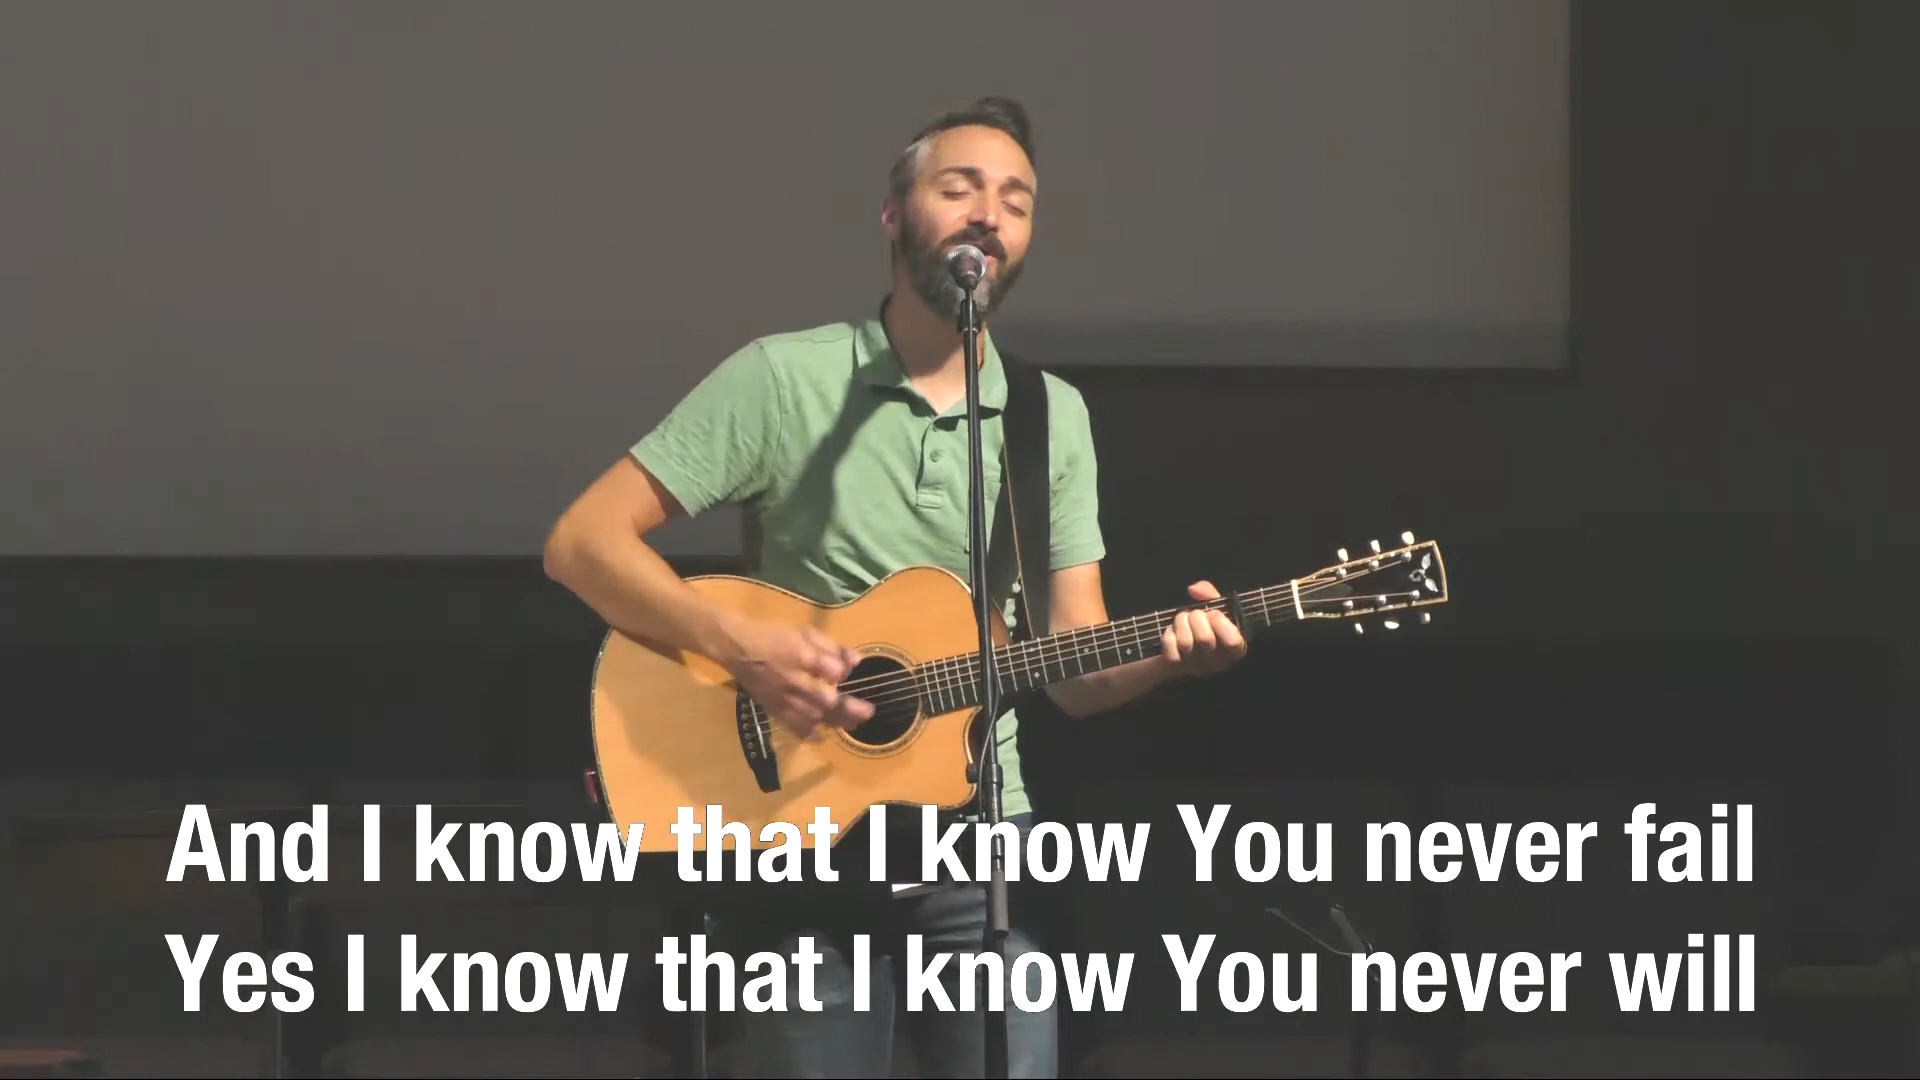 And I know that I know You never fail
Yes I know that I know You never will